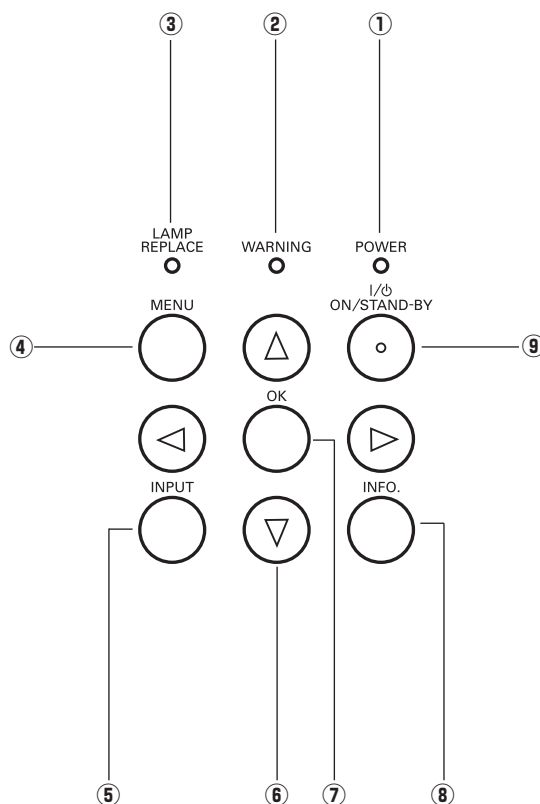 ③ ② ①
LAMP
REPLACE
WARNING
POWER
MENU
I/⏻
ON/STAND-BY
④
⑨
OK
INPUT
INFO.
⑤ ⑥ ⑦ ⑧